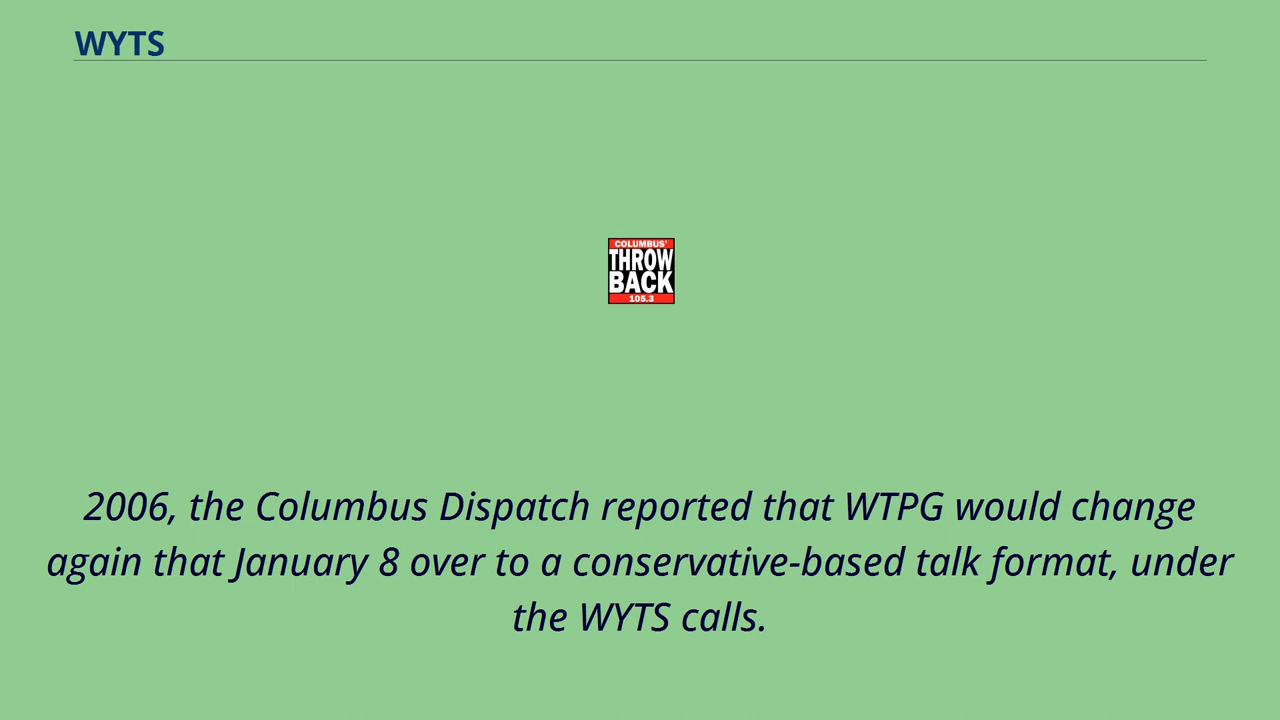 WYTS
COLUMBUS'
THROW
BACK
105.3
2006, the Columbus Dispatch reported that WTPG would change
again that January 8 over to a conservative-based talk format, under
the WYTS calls.